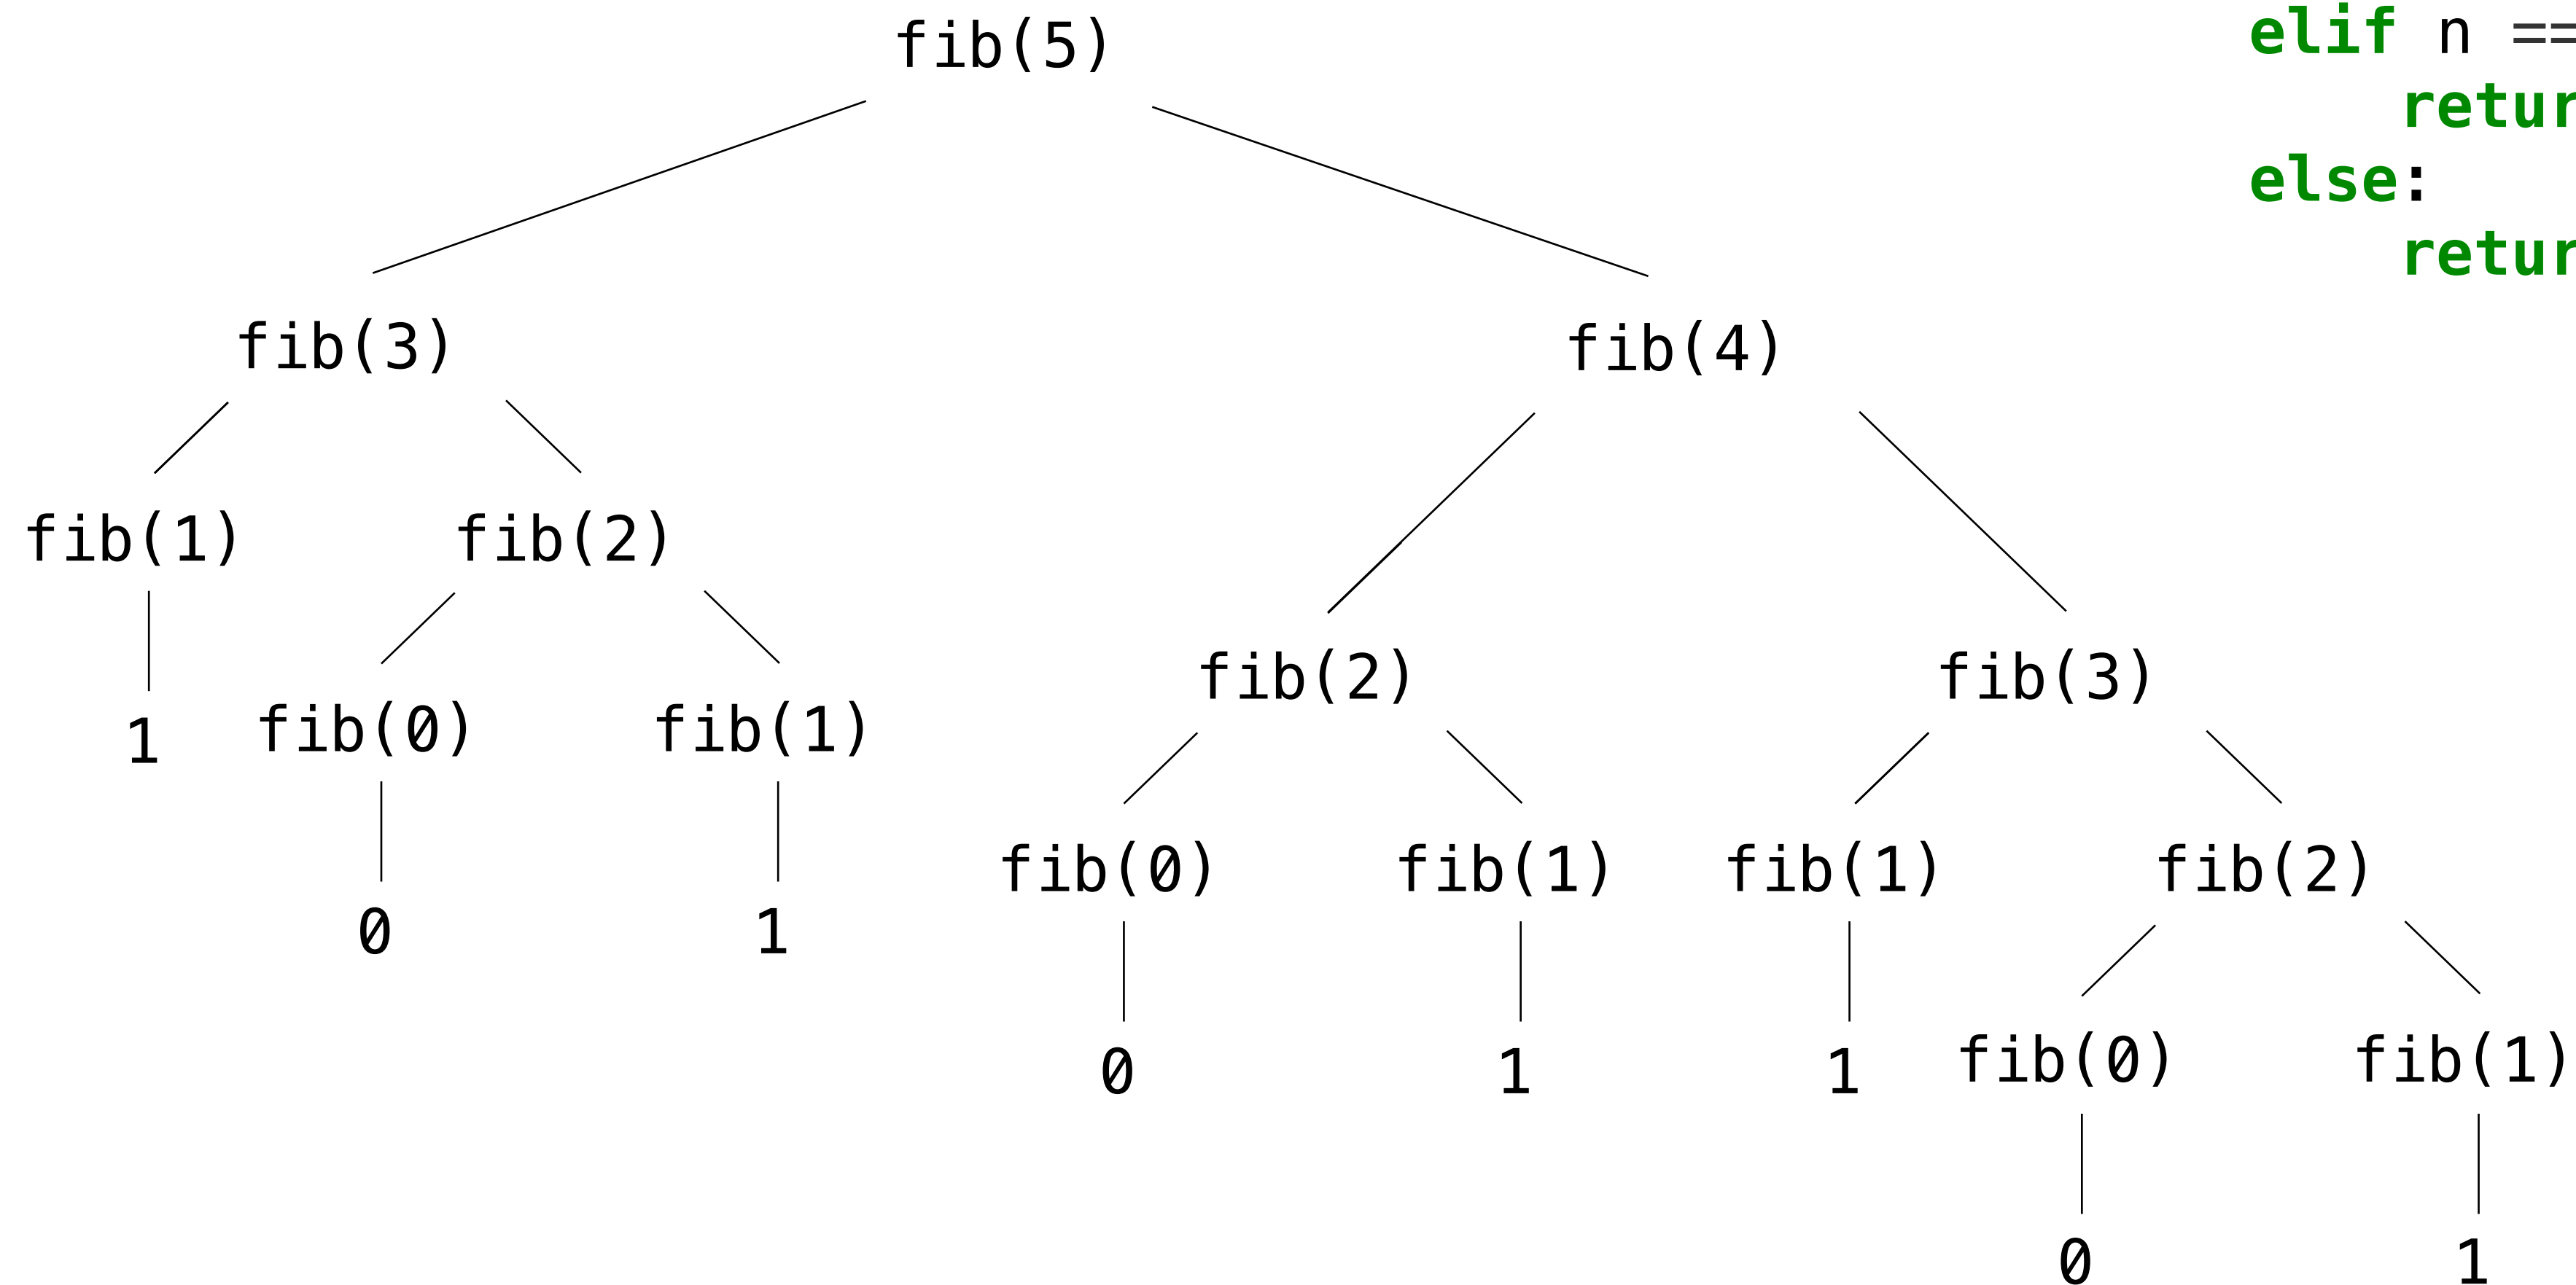 fib(5)
elif n ==
retur
else:
retur
fib(3) fib(4)
fib(1) fib(2)
fib(2) fib(3)
1 fib(0) fib(1)
fib(0) fib(1) fib(1) fib(2)
0 1
fib(0) fib(1)
0 1 1
0 1